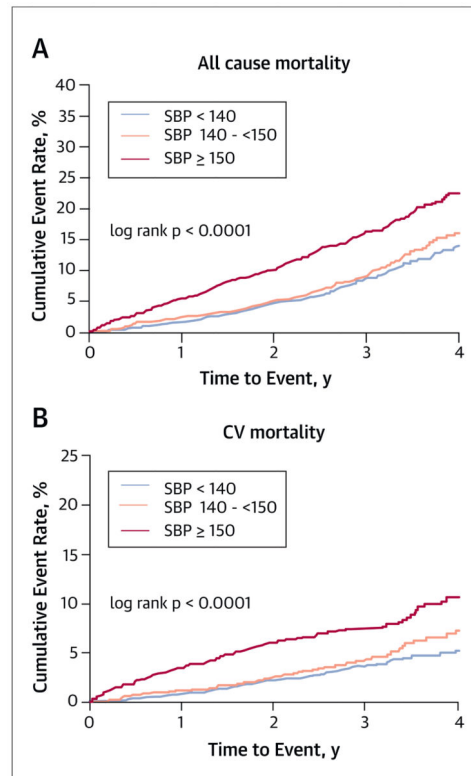 A
All cause mortality
Cumulative Event Rate, %
40
35
30
25
20
15
10
5
0
SBP < 140
SBP 140 - <150
SBP ≥ 150
log rank p < 0.0001
0
1
2
3
4
Time to Event, y
B
CV mortality
Cumulative Event Rate, %
25
20
15
10
5
0
SBP < 140
SBP 140 - <150
SBP ≥ 150
log rank p < 0.0001
0
1
2
3
4
Time to Event, y